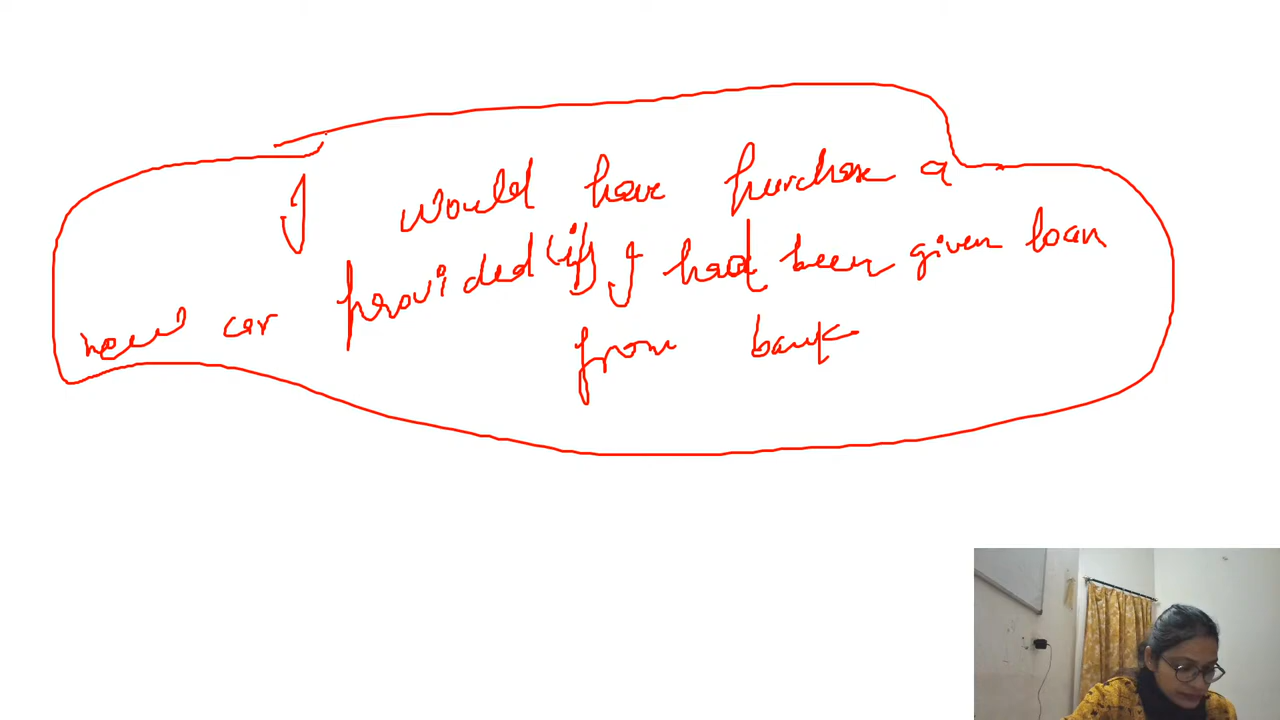 I would have purchase a
new car provided (if) I had been given loan
from bank